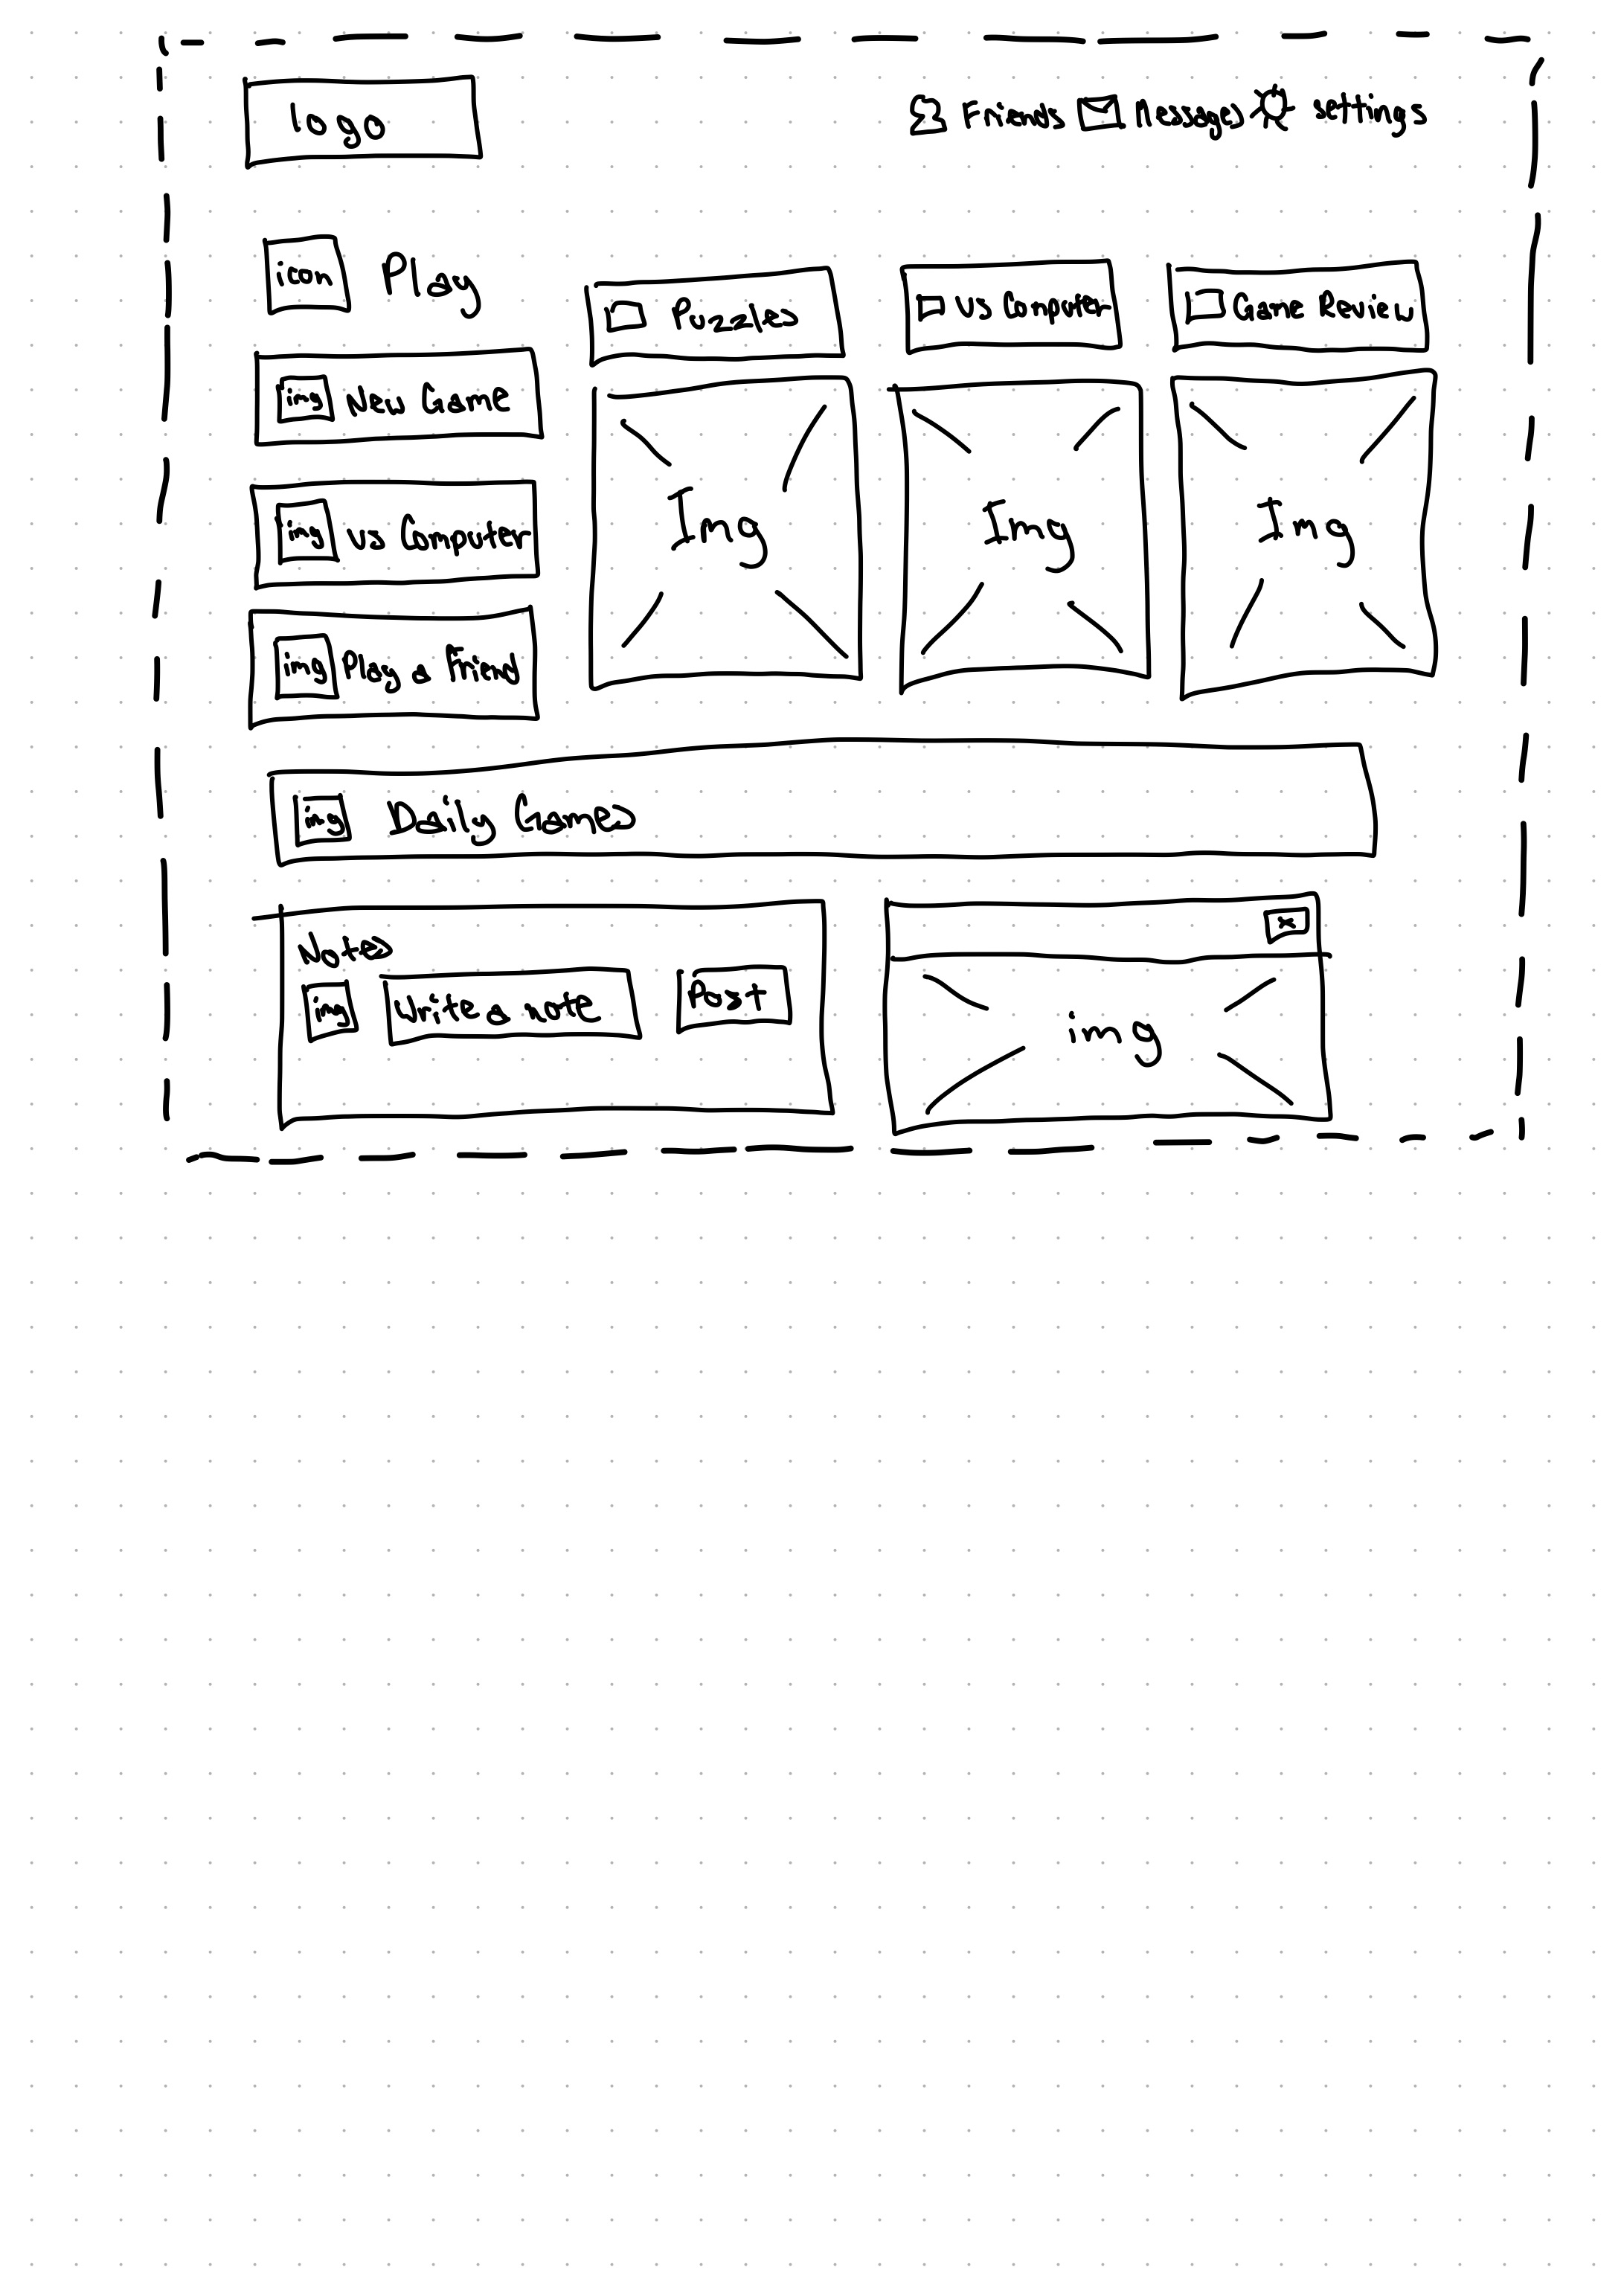 logo
Friends Messages settings
icon Play
Puzzles
vs Computer
Game Review
img New Game
img vs Computer
img Play a Friend
Img
Img
Img
img Daily Games
Notes
img Write a note Post
x
img